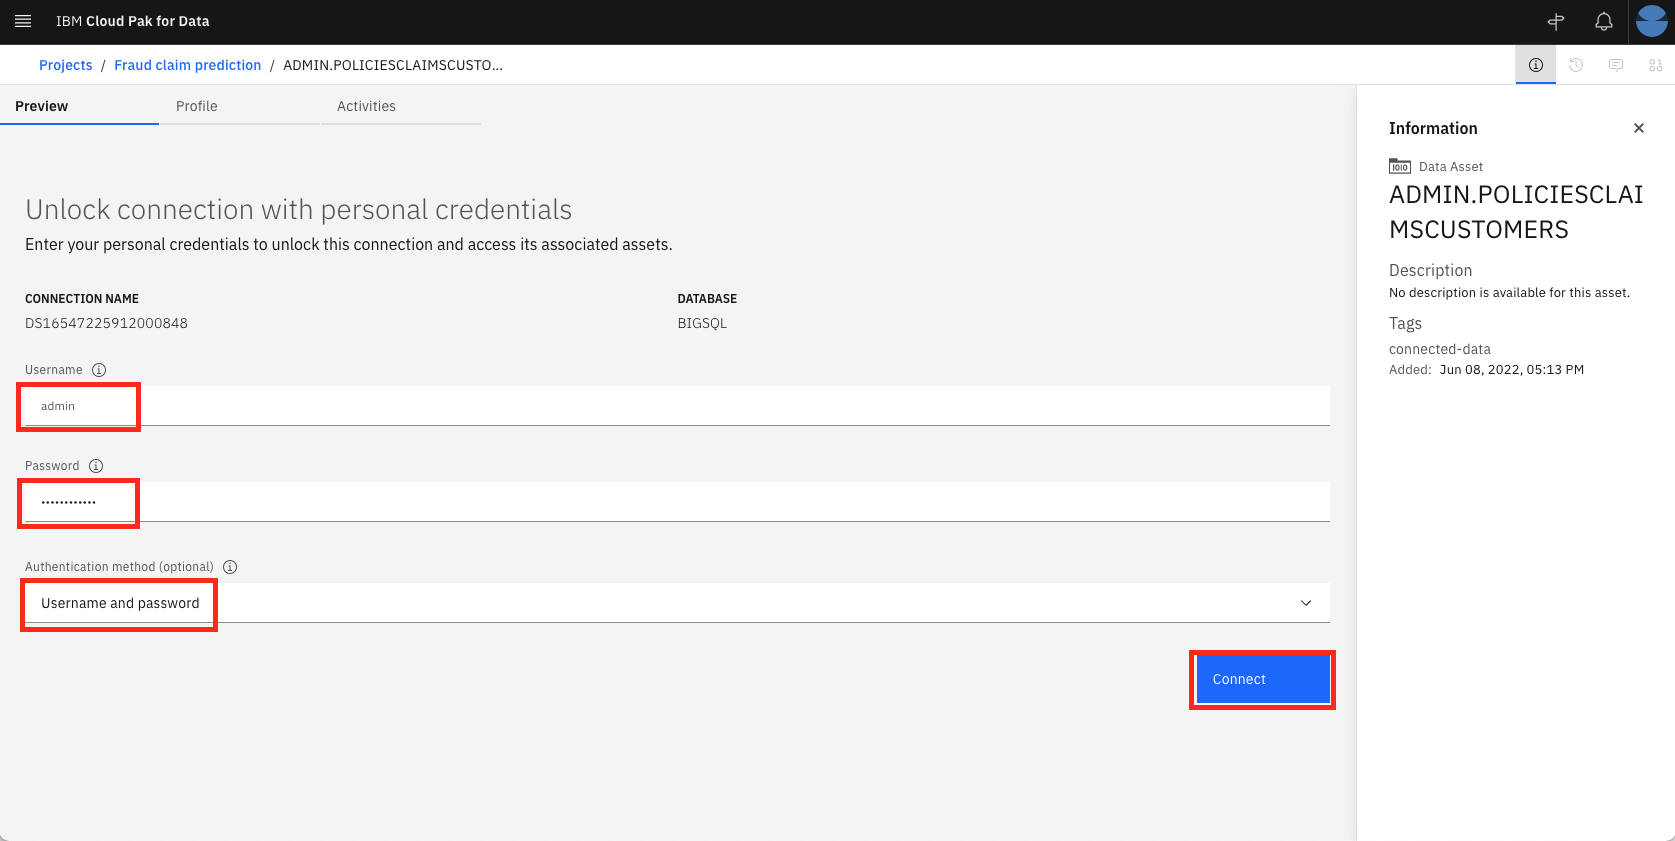 IBM Cloud Pak for Data
Projects / Fraud claim prediction / ADMIN.POLICIESCLAIMSCUSTO...
Preview
Profile
Activities
Unlock connection with personal credentials
Enter your personal credentials to unlock this connection and access its associated assets.
CONNECTION NAME
DS16547225912000848
DATABASE
BIGSQL
Username
admin
Password
••••••••••••
Authentication method (optional)
Username and password
Connect
Information
Data Asset
ADMIN.POLICIESCLAI
MSCUSTOMERS
Description
No description is available for this asset.
Tags
connected-data
Added: Jun 08, 2022, 05:13 PM